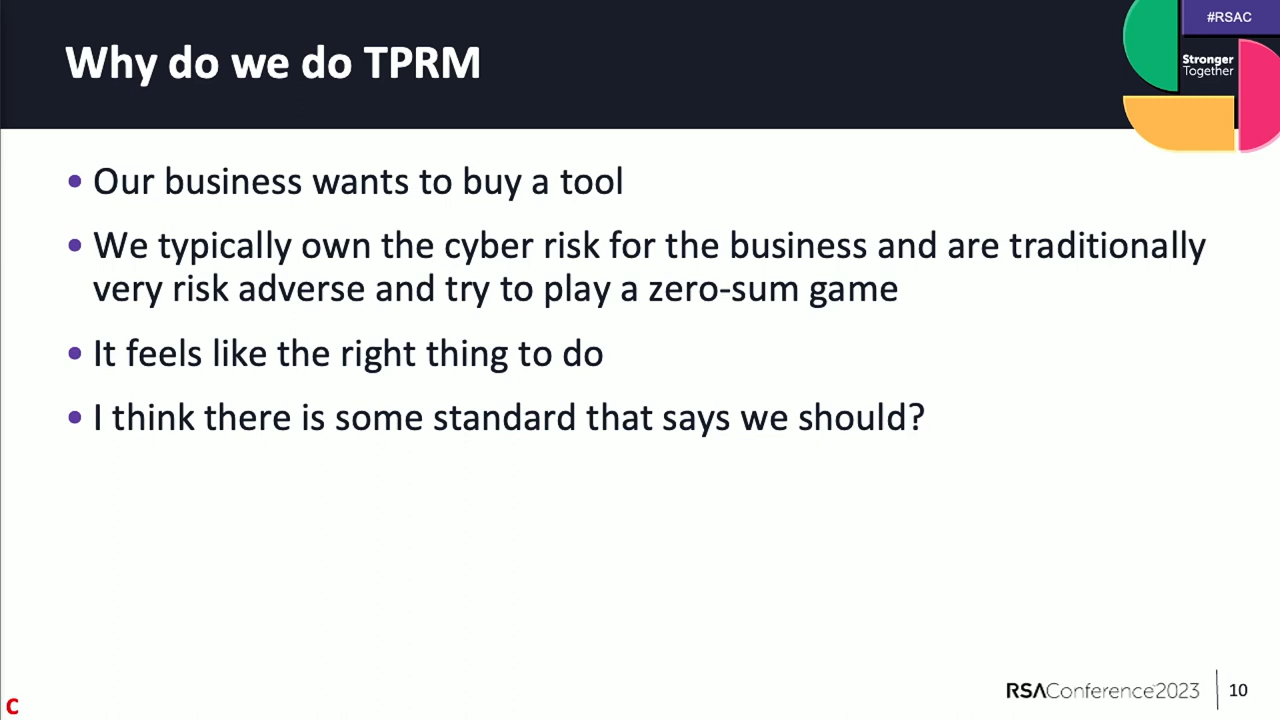 Why do we do TPRM
#RSAC
Stronger
Together
• Our business wants to buy a tool
• We typically own the cyber risk for the business and are traditionally
very risk adverse and try to play a zero-sum game
• It feels like the right thing to do
• I think there is some standard that says we should?
RSAConference2023
10
C